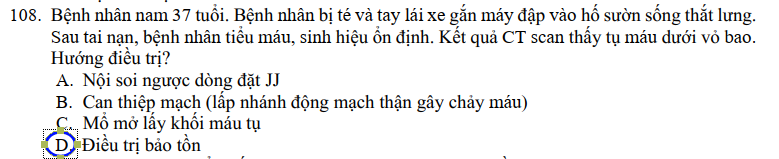 108. Bệnh nhân nam 37 tuổi. Bệnh nhân bị té và tay lái xe gắn máy đập vào hố sườn sống thắt lưng.
Sau tai nạn, bệnh nhân tiểu máu, sinh hiệu ổn định. Kết quả CT scan thấy tụ máu dưới vỏ bao.
Hướng điều trị?
A. Nội soi ngược dòng đặt JJ
B. Can thiệp mạch (lấp nhánh động mạch thận gây chảy máu)
C. Mổ mở lấy khối máu tụ
D. Điều trị bảo tồn